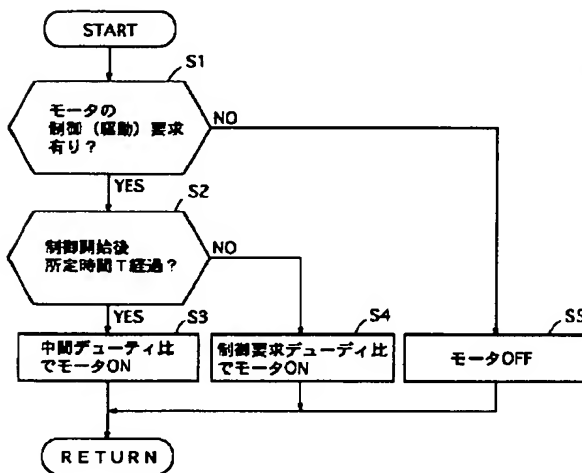 START
S1
モータの
制御(駆動)要求
有り?
NO
YES
S2
制御開始後
所定時間T経過?
NO
YES
S3
S4
S5
中間デューティ比
でモータON
制御要求デューディ比
でモータON
モータOFF
RETURN